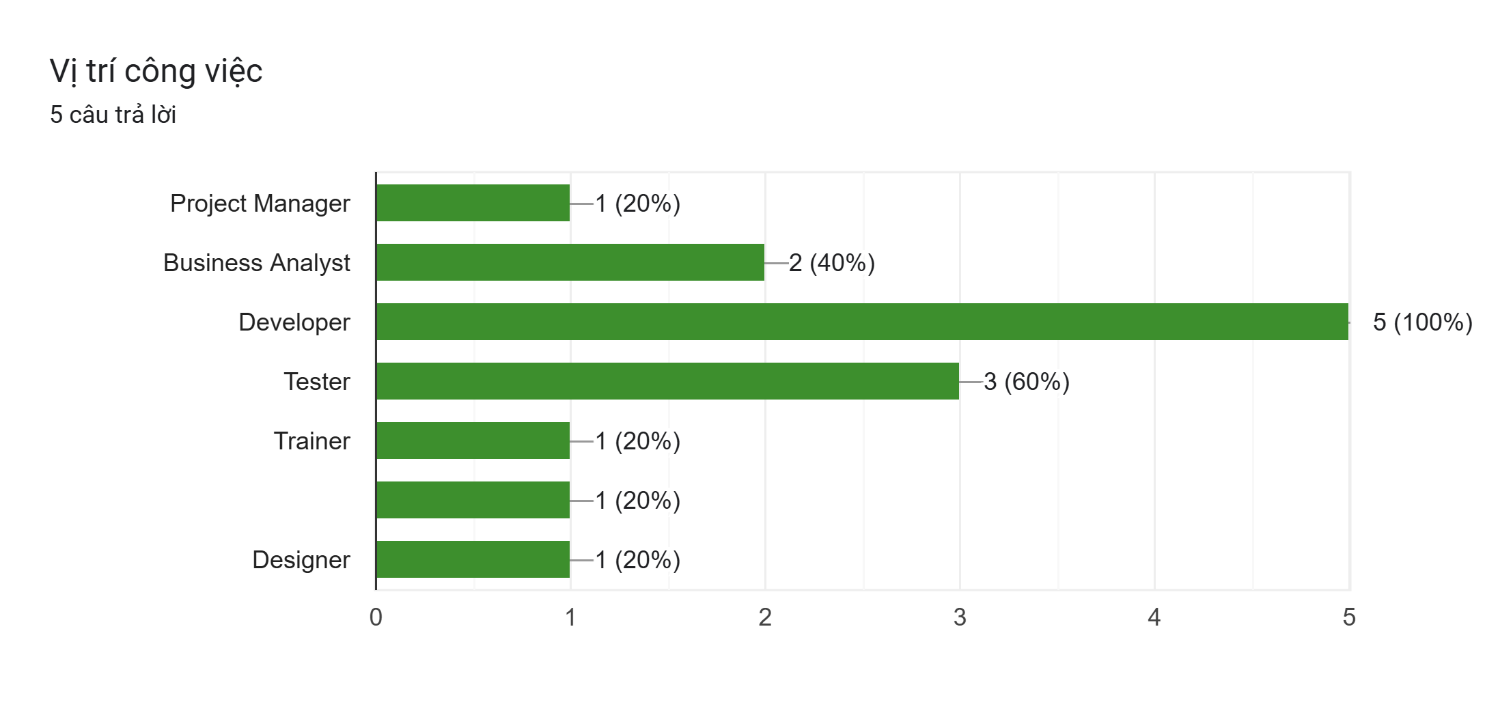 Vị trí công việc
5 câu trả lời
Project Manager 1 (20%)
Business Analyst 2 (40%)
Developer 5 (100%)
Tester 3 (60%)
Trainer 1 (20%)
1 (20%)
Designer 1 (20%)
0 1 2 3 4 5